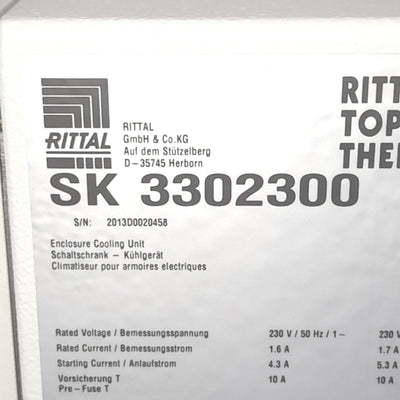 RITTAL
RITTAL
GmbH & Co.KG
Auf dem Stützelberg
D – 35745 Herborn
RITT
TOP
THE
SK 3302300
S/N: 2013D0020458
Enclosure Cooling Unit
Schaltschrank – Kühlgerät
Climatiseur pour armoires electriques
Rated Voltage / Bemessungsspannung 230 V / 50 Hz / 1~ 230 V
Rated Current / Bemessungsstrom 1.6 A 1.7 A
Starting Current / Anlaufstrom 4.3 A 5.3 A
Vorsicherung T 10 A 10 A
Pre – Fuse T